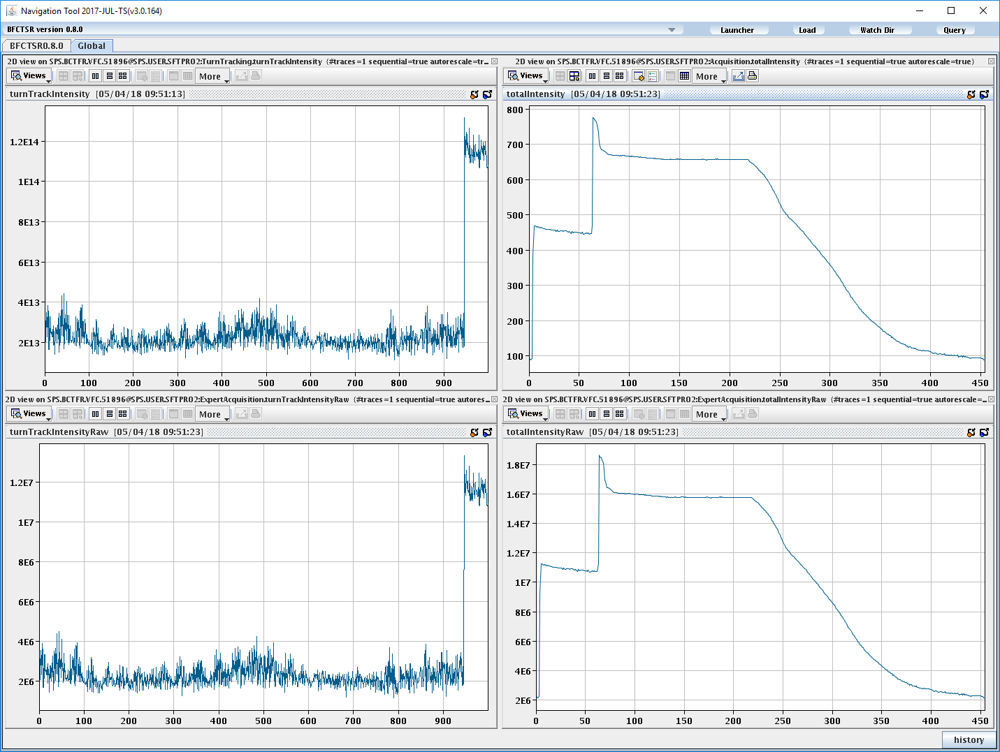 Navigation Tool 2017-JUL-TS(v3.0.164)
BFCTSR version 0.8.0 Launcher Load Watch Dir Query
BFCTSR0.8.0 Global
2D view on SPS.BCTFR.VFC.51896@SPS.USER.SFTPRO2:TurnTracking.turnTrackIntensity {#traces=1 sequential=true autorescale=tr...
Views More
turnTrackIntensity [05/04/18 09:51:13]
1.2E14
1E14
8E13
6E13
4E13
2E13
0 100 200 300 400 500 600 700 800 900
2D view on SPS.BCTFR.VFC.51896@SPS.USER.SFTPRO2:Acquisition.totalIntensity {#traces=1 sequential=true autorescale=true}
Views More
totalIntensity [05/04/18 09:51:23]
800
700
600
500
400
300
200
100
0 50 100 150 200 250 300 350 400 450
2D view on SPS.BCTFR.VFC.51896@SPS.USER.SFTPRO2:ExpertAcquisition.turnTrackIntensityRaw {#traces=1 sequential=true autores...
Views More
turnTrackIntensityRaw [05/04/18 09:51:23]
1.2E7
1E7
8E6
6E6
4E6
2E6
0 100 200 300 400 500 600 700 800 900
2D view on SPS.BCTFR.VFC.51896@SPS.USER.SFTPRO2:ExpertAcquisition.totalIntensityRaw {#traces=1 sequential=true autorescale=...
Views More
totalIntensityRaw [05/04/18 09:51:23]
1.8E7
1.6E7
1.4E7
1.2E7
1E7
8E6
6E6
4E6
2E6
0 50 100 150 200 250 300 350 400 450
history